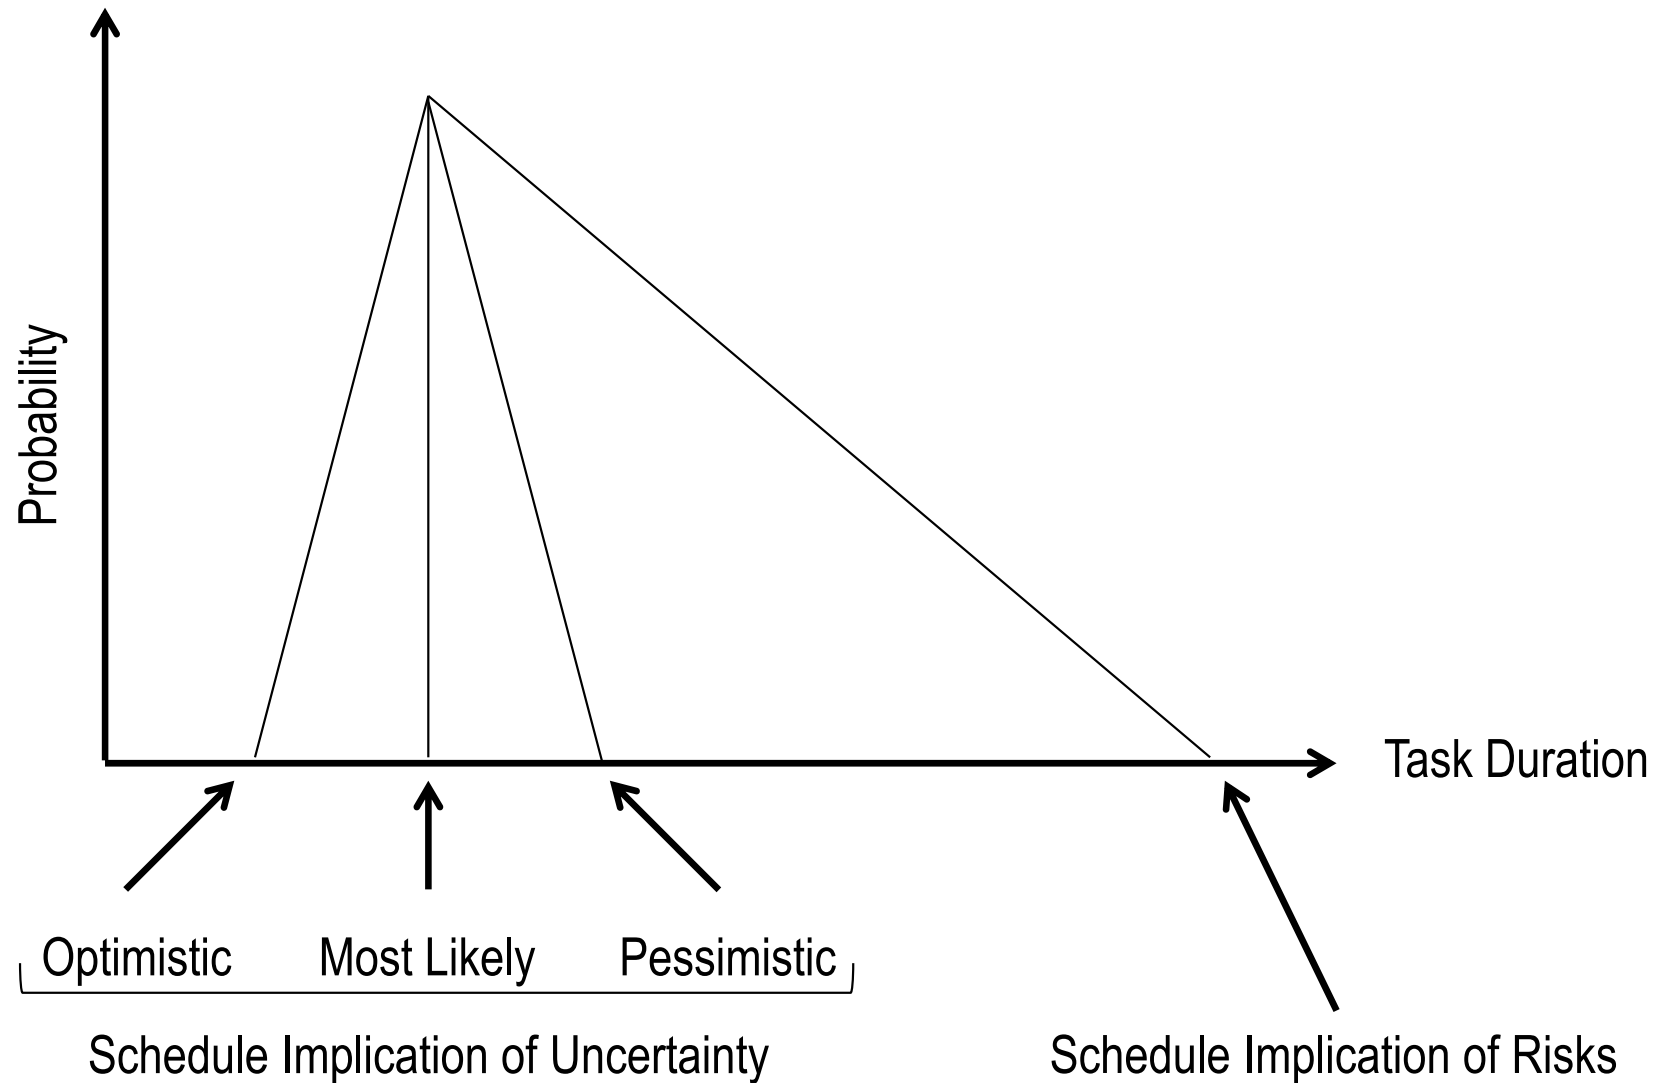 Probability
Task Duration
Optimistic
Most Likely
Pessimistic
Schedule Implication of Uncertainty
Schedule Implication of Risks